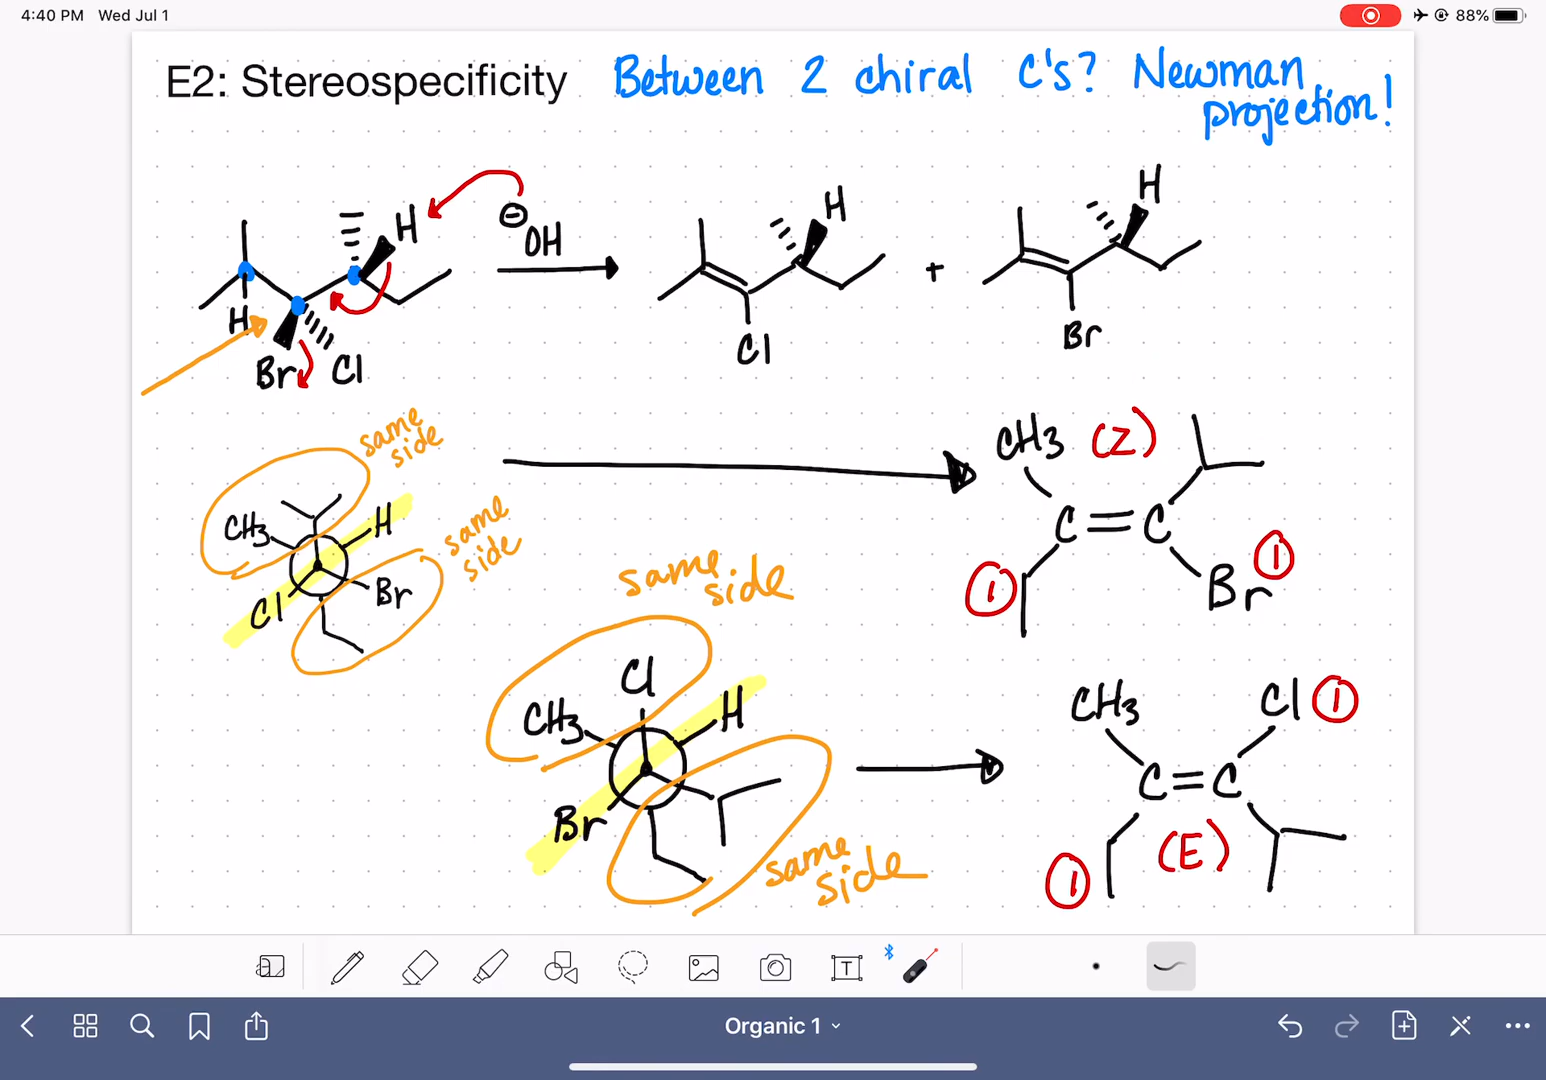 4:40 PM Wed Jul 1
88%
E2: Stereospecificity Between 2 chiral C's? Newman
projection!
H
⊖
OH
H
Br
Cl
H
Cl
+
H
Br
same
side
CH3
H
Cl
Br
same
side
CH3 (Z)
C=C
1
Br
1
same
side
Cl
CH3
H
Br
same
side
CH3
Cl
1
C=C
1
(E)
T
Organic 1